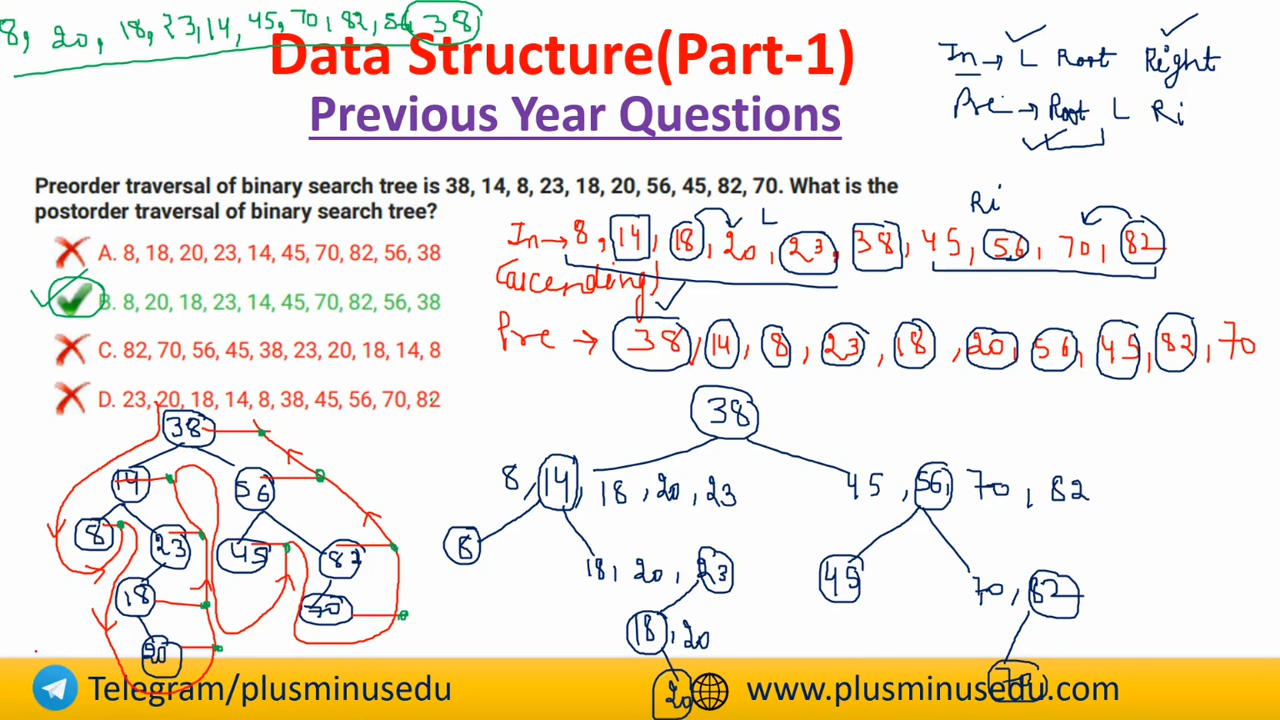 8, 20, 18, 23, 14, 45, 70, 82, 56, 38
Data Structure(Part-1)
Previous Year Questions
In → L Root Right
Pre → Root L Ri
Preorder traversal of binary search tree is 38, 14, 8, 23, 18, 20, 56, 45, 82, 70. What is the
postorder traversal of binary search tree?
A. 8, 18, 20, 23, 14, 45, 70, 82, 56, 38
B. 8, 20, 18, 23, 14, 45, 70, 82, 56, 38
C. 82, 70, 56, 45, 38, 23, 20, 18, 14, 8
D. 23, 20, 18, 14, 8, 38, 45, 56, 70, 82
L Ri
In → 8, 14, 18, 20, 23, 38, 45, 56, 70, 82
(ascending)
Pre → 38, 14, 8, 23, 18, 20, 56, 45, 82, 70
38
14 56
8 23 45 82
18 70
20
38
8, 14, 18, 20, 23 45, 56, 70, 82
8 18, 20, 23 45 70, 82
18, 20
20 70
Telegram/plusminusedu
www.plusminusedu.com